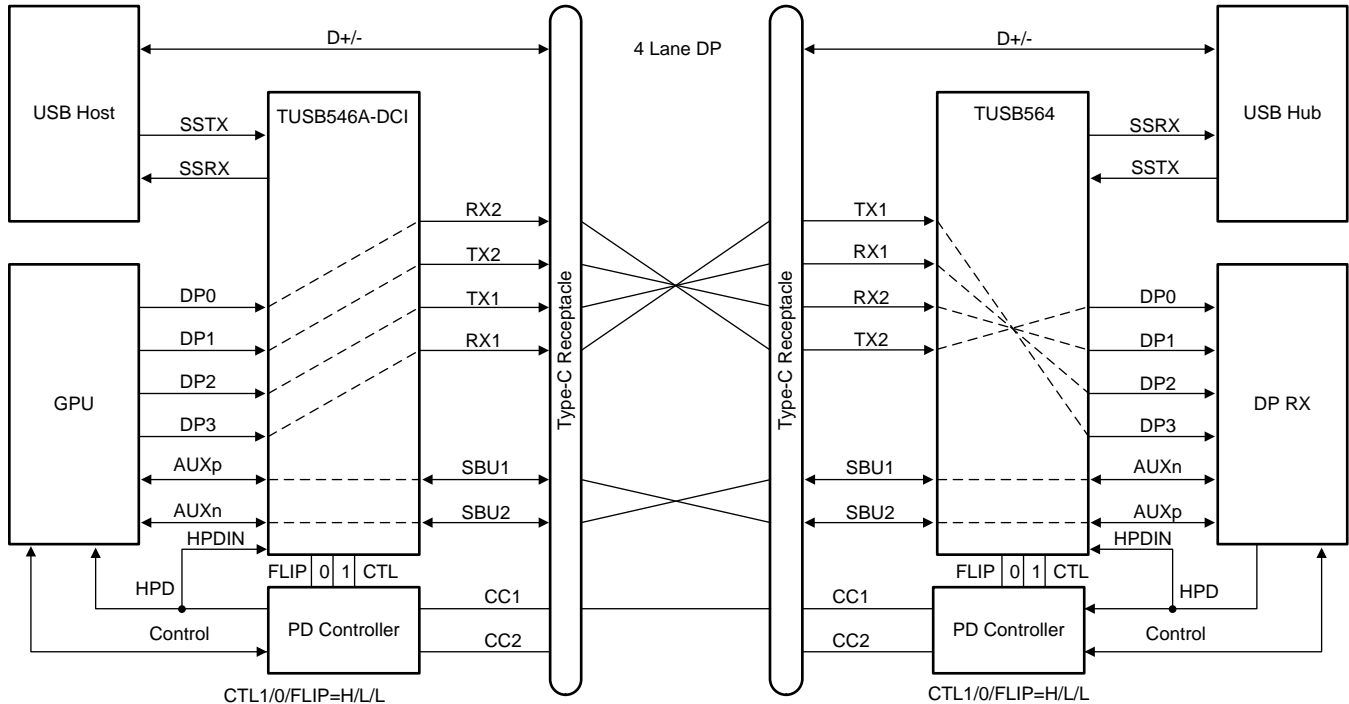 D+/-
4 Lane DP
D+/-
USB Host
TUSB546A-DCI
TUSB564
USB Hub
SSTX
SSRX
SSRX
SSTX
RX2
TX2
TX1
RX1
TX1
RX1
RX2
TX2
Type-C Receptacle
Type-C Receptacle
GPU
DP0
DP1
DP2
DP3
AUXp
AUXn
SBU1
SBU2
SBU1
SBU2
DP0
DP1
DP2
DP3
AUXn
AUXp
DP RX
HPDIN
HPDIN
FLIP 0 1 CTL
FLIP 0 1 CTL
HPD
HPD
Control
Control
PD Controller
PD Controller
CC1
CC2
CC1
CC2
CTL1/0/FLIP=H/L/L
CTL1/0/FLIP=H/L/L